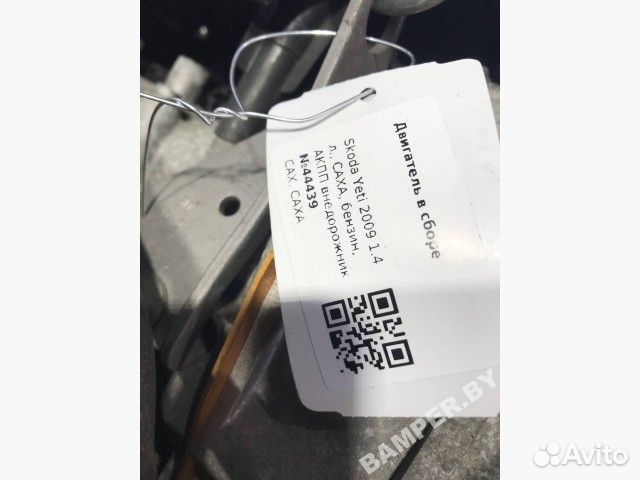 Двигатель в сборе
Skoda Yeti 2009 1.4
л., CAXA, бензин,
АКПП внедорожник
№44439
CAX, CAXA
BAMPER.BY
Avito